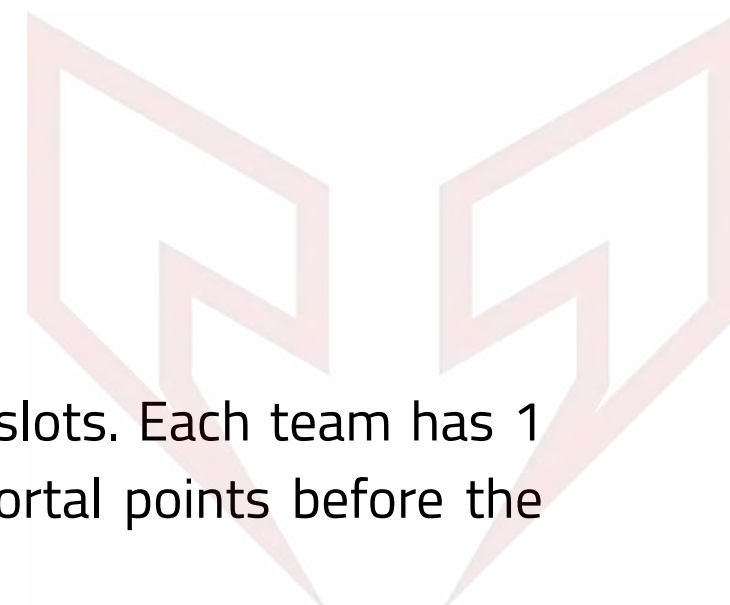 slots. Each team has 1
ortal points before the